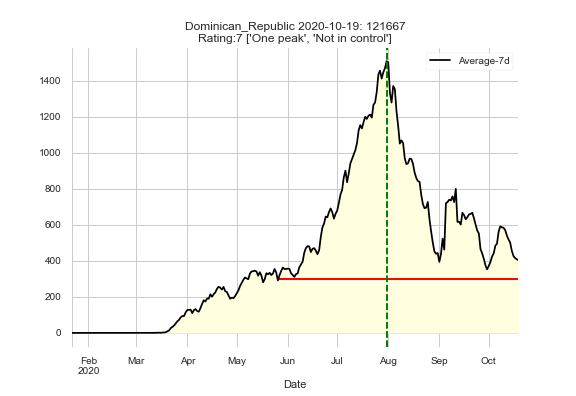 Dominican_Republic 2020-10-19: 121667
Rating:7 ['One peak', 'Not in control']
Average-7d
1400
1200
1000
800
600
400
200
0
Feb Mar Apr May Jun Jul Aug Sep Oct
2020
Date